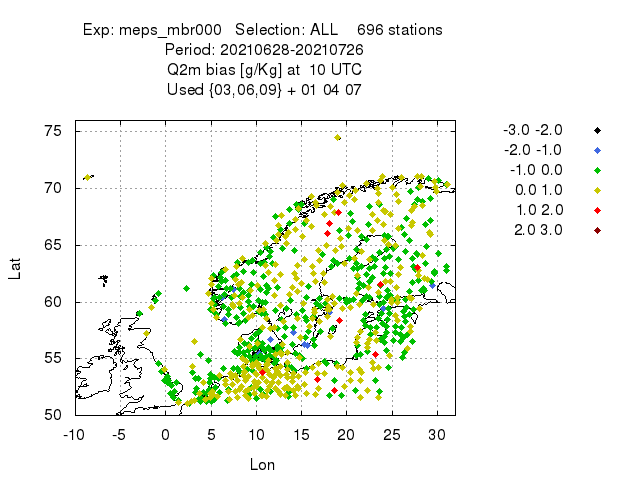 Exp: meps_mbr000 Selection: ALL 696 stations
Period: 20210628-20210726
Q2m bias [g/Kg] at 10 UTC
Used {03,06,09} + 01 04 07
-3.0 -2.0
-2.0 -1.0
-1.0 0.0
0.0 1.0
1.0 2.0
2.0 3.0
75
70
65
60
55
50
Lat
-10 -5 0 5 10 15 20 25 30
Lon